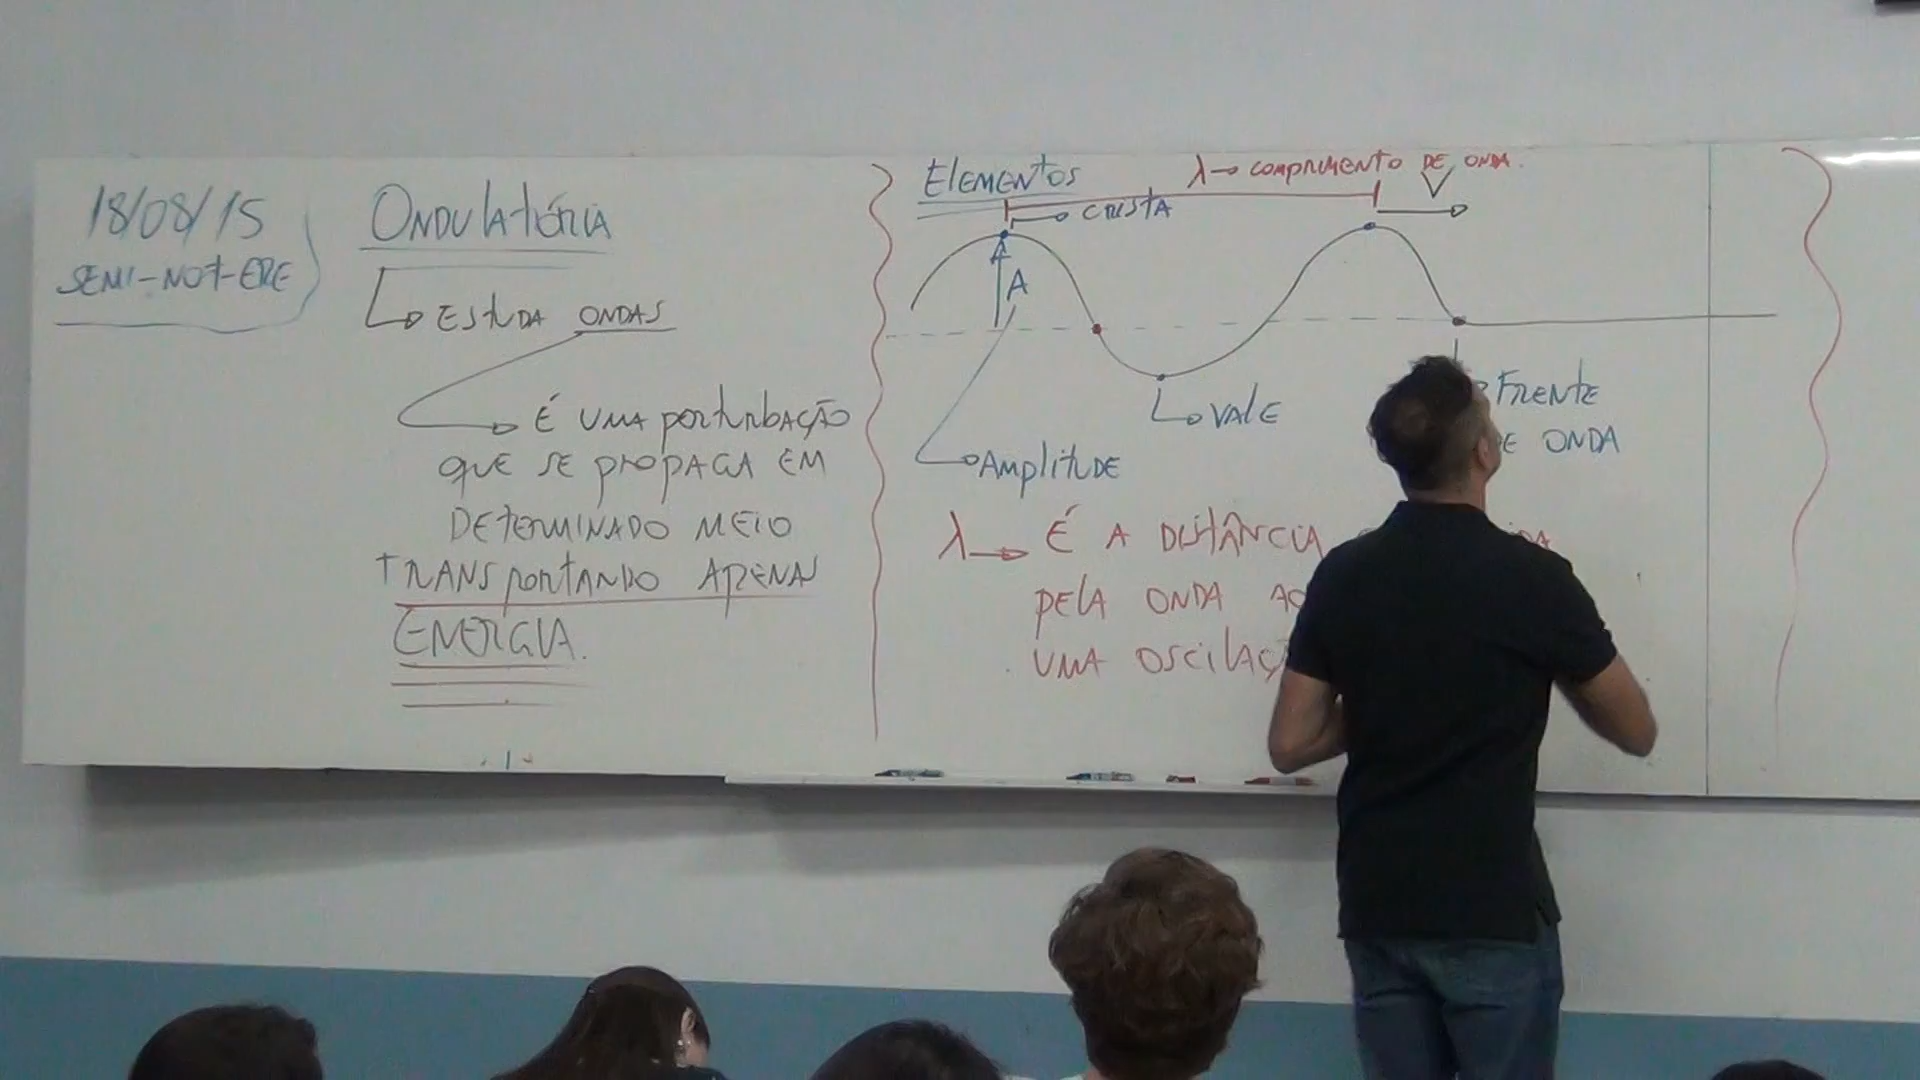 18/08/15
SEMI-NOT-ERE
ONDULATÓRIA
ESTUDA ONDAS
É UMA PERTURBAÇÃO
QUE SE PROPAGA EM
DETERMINADO MEIO
TRANSPORTANDO APENAS
ENERGIA.
ELEMENTOS
λ→ COMPRIMENTO DE ONDA.
V
CRISTA
A
VALE
AMPLITUDE
FRENTE
E ONDA
λ→ É A DISTÂNCIA
PELA ONDA AO
UMA OSCILAÇ